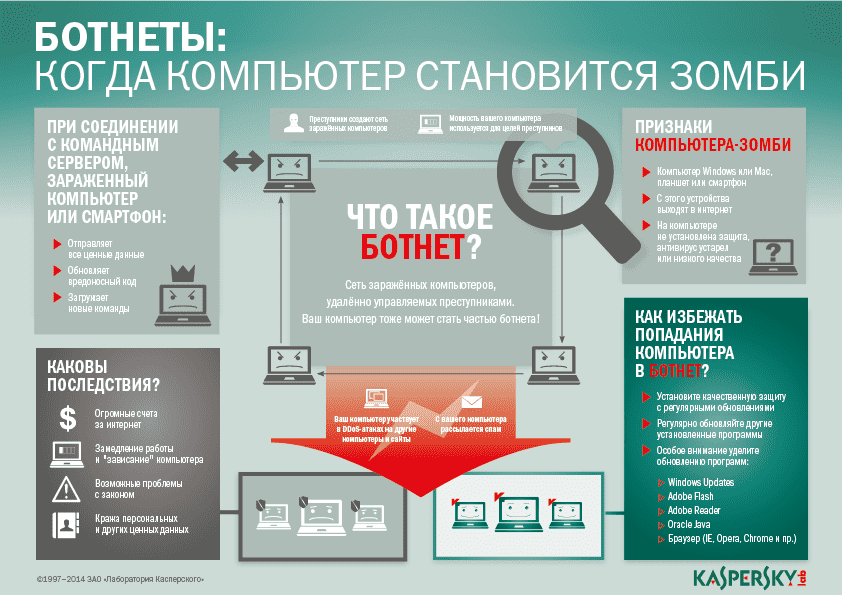 БОТНЕТЫ:
КОГДА КОМПЬЮТЕР СТАНОВИТСЯ ЗОМБИ
ПРИ СОЕДИНЕНИИ
С КОМАНДНЫМ
СЕРВЕРОМ,
ЗАРАЖЕННЫЙ
КОМПЬЮТЕР
ИЛИ СМАРТФОН:
Отправляет
все ценные данные
Обновляет
вредоносный код
Загружает
новые команды
Преступники создают сеть
заражённых компьютеров
Мощность вашего компьютера
используется для целей преступников
ЧТО ТАКОЕ
БОТНЕТ?
Сеть заражённых компьютеров,
удалённо управляемых преступниками.
Ваш компьютер тоже может стать частью ботнета!
ПРИЗНАКИ
КОМПЬЮТЕРА-ЗОМБИ
Компьютер Windows или Mac,
планшет или смартфон
С этого устройства
выходят в интернет
На компьютере
не установлена защита,
антивирус устарел
или низкого качества
?
КАКОВЫ
ПОСЛЕДСТВИЯ?
$
Огромные счета
за интернет
Замедление работы
и "зависание" компьютера
Возможные проблемы
с законом
Кража персональных
и других ценных данных
Ваш компьютер участвует
в DDoS-атаках на другие
компьютеры и сайты
С вашего компьютера
рассылается спам
КАК ИЗБЕЖАТЬ
ПОПАДАНИЯ
КОМПЬЮТЕРА
В БОТНЕТ?
Установите качественную защиту
с регулярными обновлениями
Регулярно обновляйте другие
установленные программы
Особое внимание уделите
обновлению программ:
Windows Updates
Adobe Flash
Adobe Reader
Oracle Java
Браузер (IE, Opera, Chrome и пр.)
©1997–2014 ЗАО «Лаборатория Касперского»
KASPERSKY lab